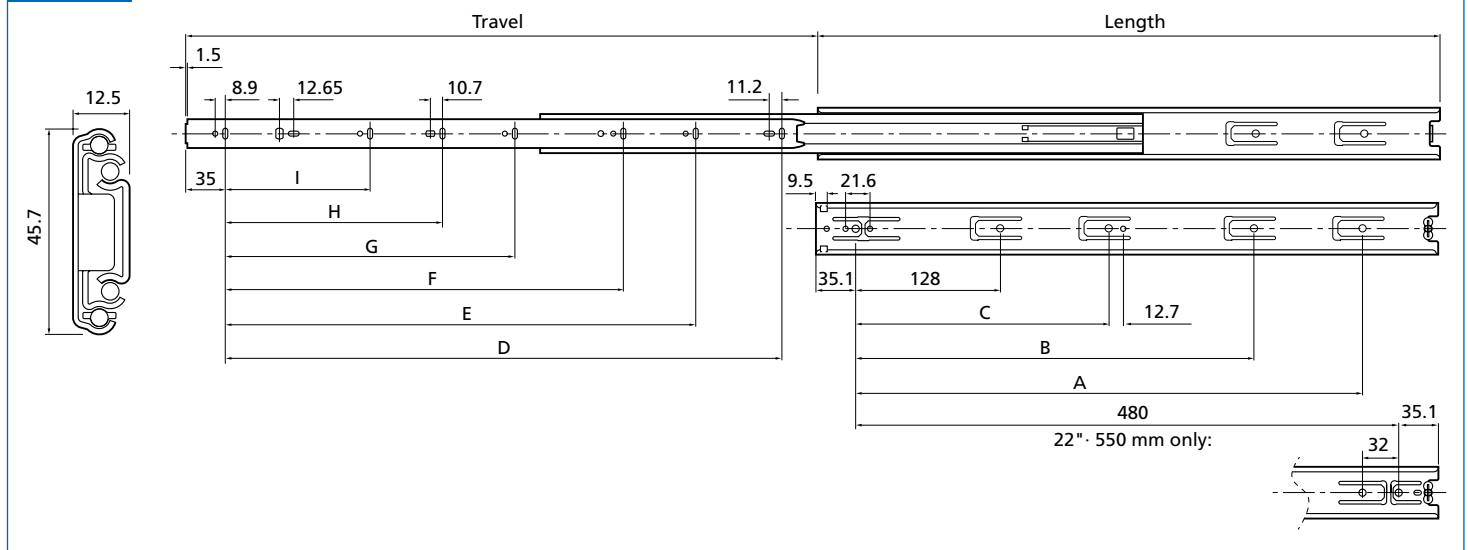 Travel Length
1.5
8.9 12.65 10.7 11.2
12.5
45.7
35 I
H
G
F
E
D
9.5 21.6
35.1 128
C 12.7
B
A
480 35.1
22"· 550 mm only:
32